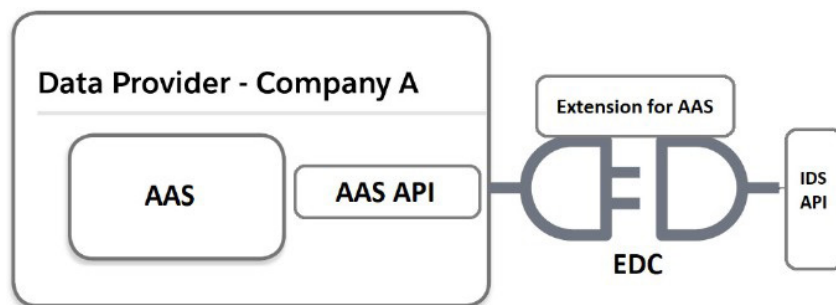 Data Provider - Company A
AAS
AAS API
Extension for AAS
EDC
IDS
API